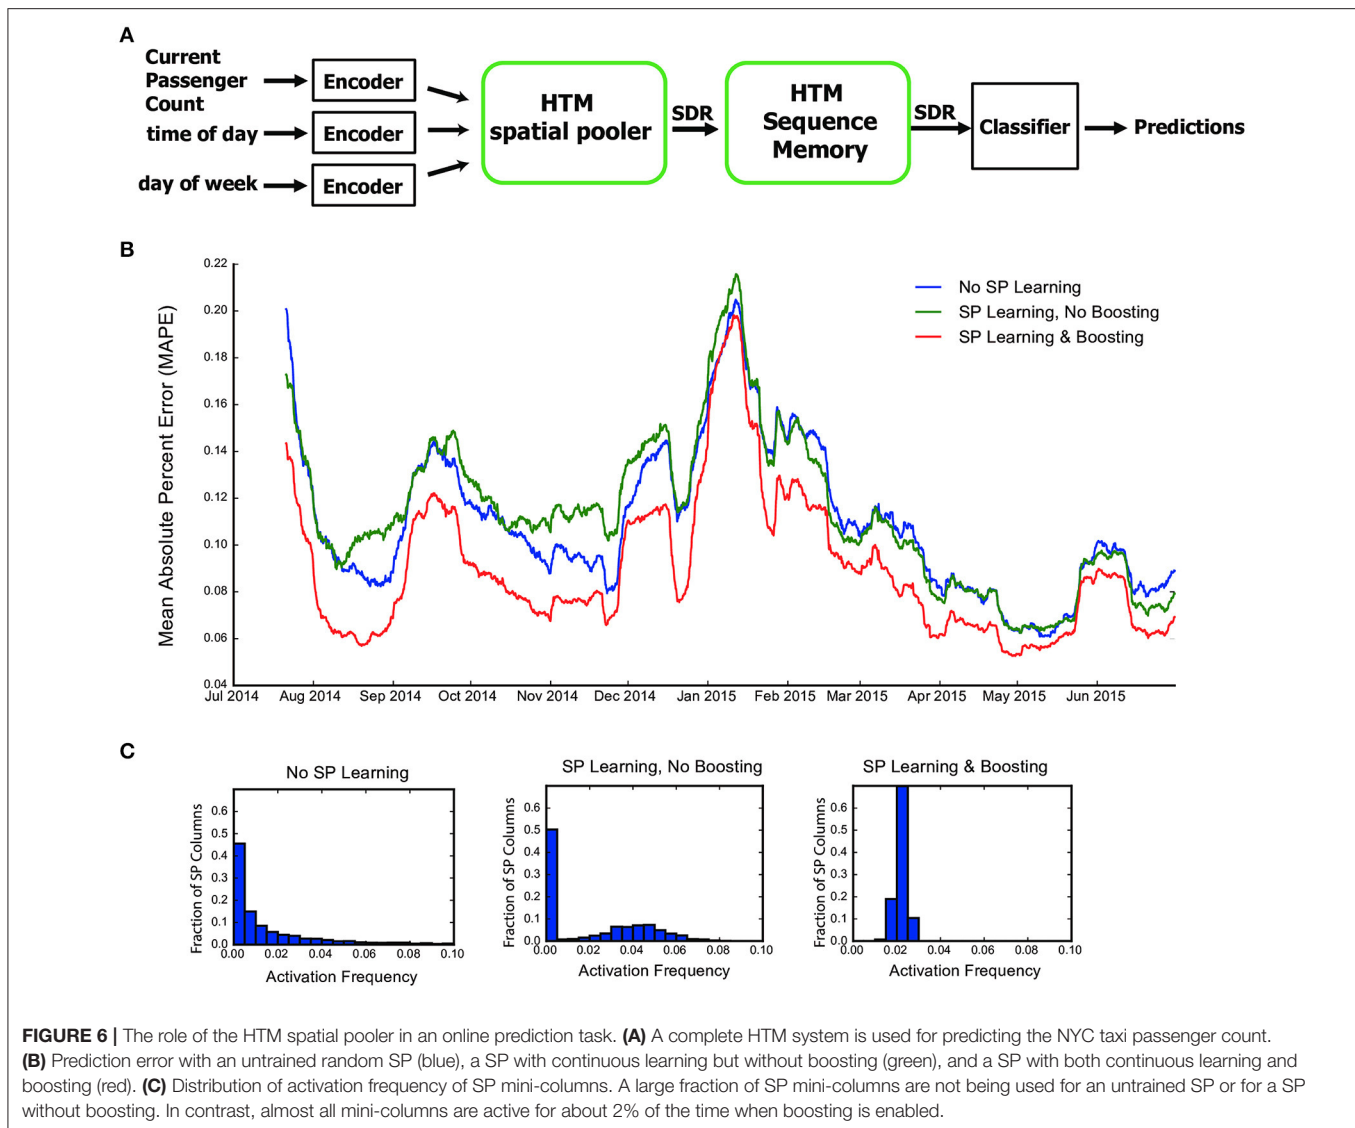 A
Current
Passenger
Count
Encoder
time of day
Encoder
day of week
Encoder
HTM
spatial pooler
SDR
HTM
Sequence
Memory
SDR
Classifier
Predictions
B
Mean Absolute Percent Error (MAPE)
0.22
0.20
0.18
0.16
0.14
0.12
0.10
0.08
0.06
0.04
No SP Learning
SP Learning, No Boosting
SP Learning & Boosting
Jul 2014 Aug 2014 Sep 2014 Oct 2014 Nov 2014 Dec 2014 Jan 2015 Feb 2015 Mar 2015 Apr 2015 May 2015 Jun 2015
C
No SP Learning
Fraction of SP Columns
0.6
0.5
0.4
0.3
0.2
0.1
0.0
0.00 0.02 0.04 0.06 0.08 0.10
Activation Frequency
SP Learning, No Boosting
Fraction of SP Columns
0.6
0.5
0.4
0.3
0.2
0.1
0.0
0.00 0.02 0.04 0.06 0.08 0.10
Activation Frequency
SP Learning & Boosting
Fraction of SP Columns
0.6
0.5
0.4
0.3
0.2
0.1
0.0
0.00 0.02 0.04 0.06 0.08 0.10
Activation Frequency
FIGURE 6 | The role of the HTM spatial pooler in an online prediction task. (A) A complete HTM system is used for predicting the NYC taxi passenger count.
(B) Prediction error with an untrained random SP (blue), a SP with continuous learning but without boosting (green), and a SP with both continuous learning and
boosting (red). (C) Distribution of activation frequency of SP mini-columns. A large fraction of SP mini-columns are not being used for an untrained SP or for a SP
without boosting. In contrast, almost all mini-columns are active for about 2% of the time when boosting is enabled.